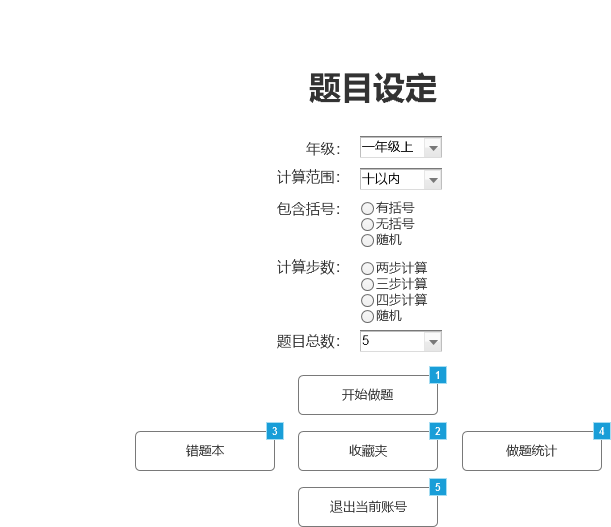 题目设定
年级： 一年级上
计算范围： 十以内
包含括号： 有括号
无括号
随机
计算步数： 两步计算
三步计算
四步计算
随机
题目总数： 5
开始做题 1
错题本 3 收藏夹 2 做题统计 4
退出当前账号 5